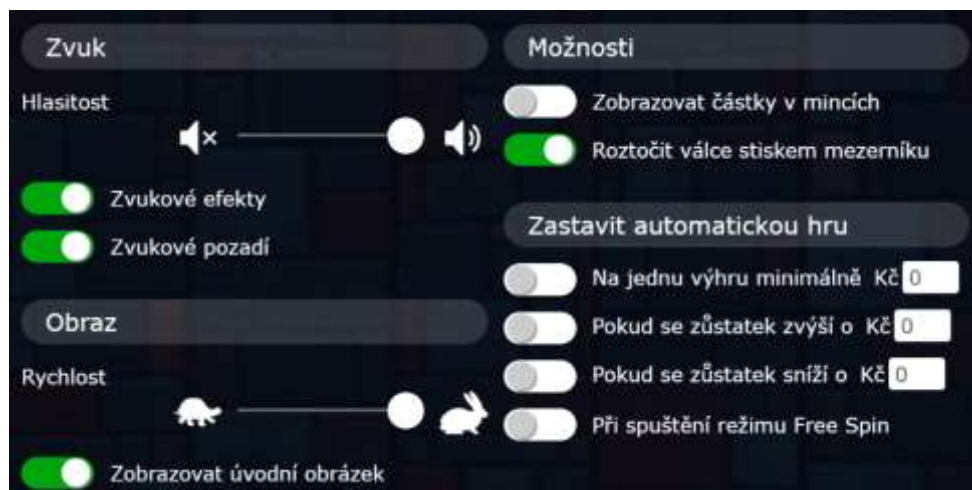 Zvuk
Hlasitost
Zvukové efekty
Zvukové pozadí
Obraz
Rychlost
Zobrazovat úvodní obrázek
Možnosti
Zobrazovat částky v mincích
Roztočit válce stiskem mezerníku
Zastavit automatickou hru
Na jednu výhru minimálně Kč 0
Pokud se zůstatek zvýší o Kč 0
Pokud se zůstatek sníží o Kč 0
Při spuštění režimu Free Spin